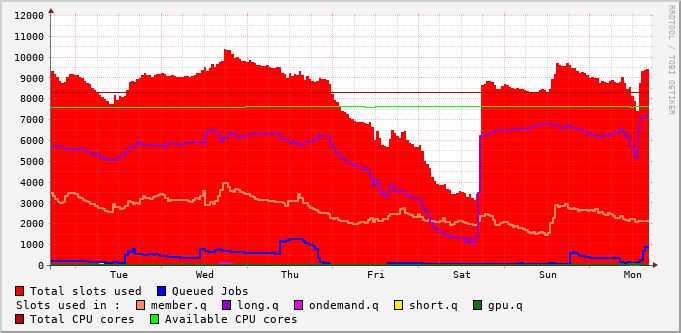 RRDTOOL / TOBI OETIKER
12000
11000
10000
9000
8000
7000
6000
5000
4000
3000
2000
1000
0
Tue Wed Thu Fri Sat Sun Mon
Total slots used Queued Jobs
Slots used in : member.q long.q ondemand.q short.q gpu.q
Total CPU cores Available CPU cores